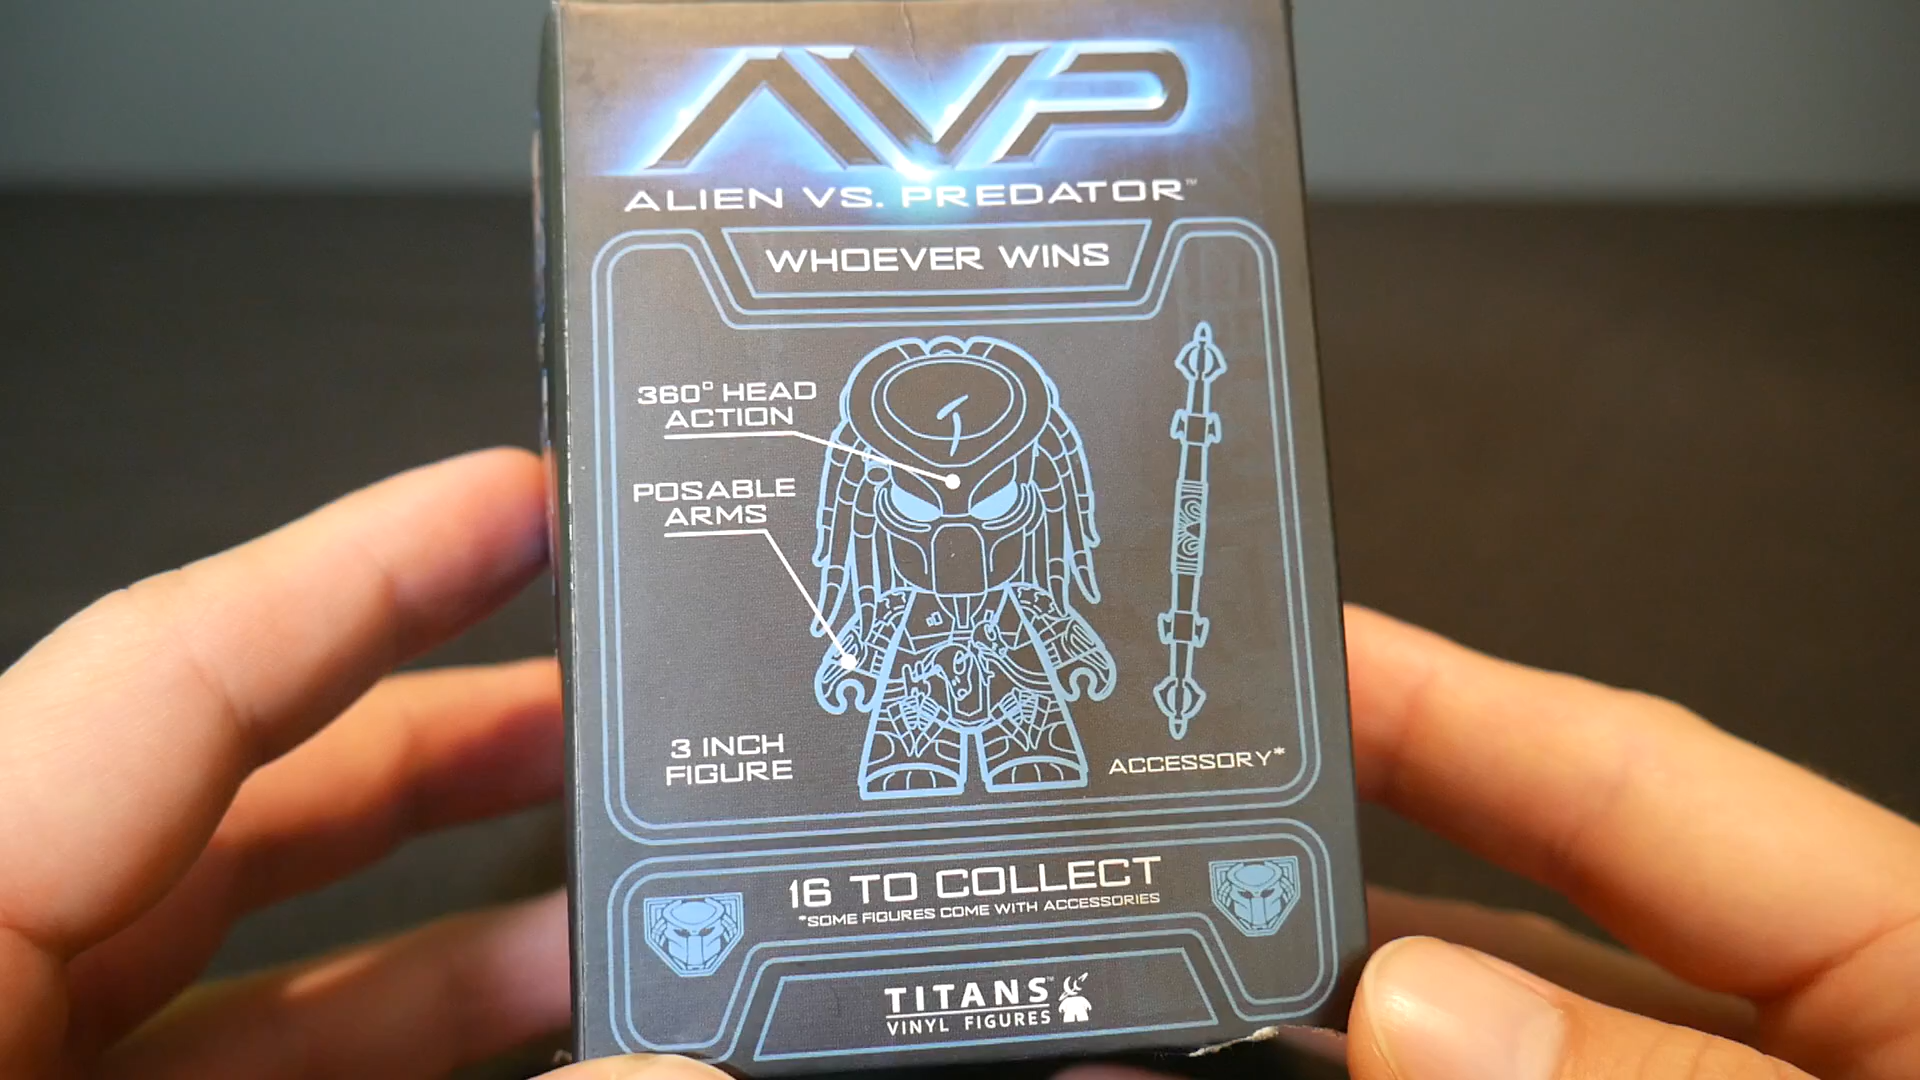 AVP
ALIEN VS. PREDATOR™
WHOEVER WINS
360° HEAD
ACTION
POSABLE
ARMS
3 INCH
FIGURE
ACCESSORY*
16 TO COLLECT
*SOME FIGURES COME WITH ACCESSORIES
TITANS™
VINYL FIGURES